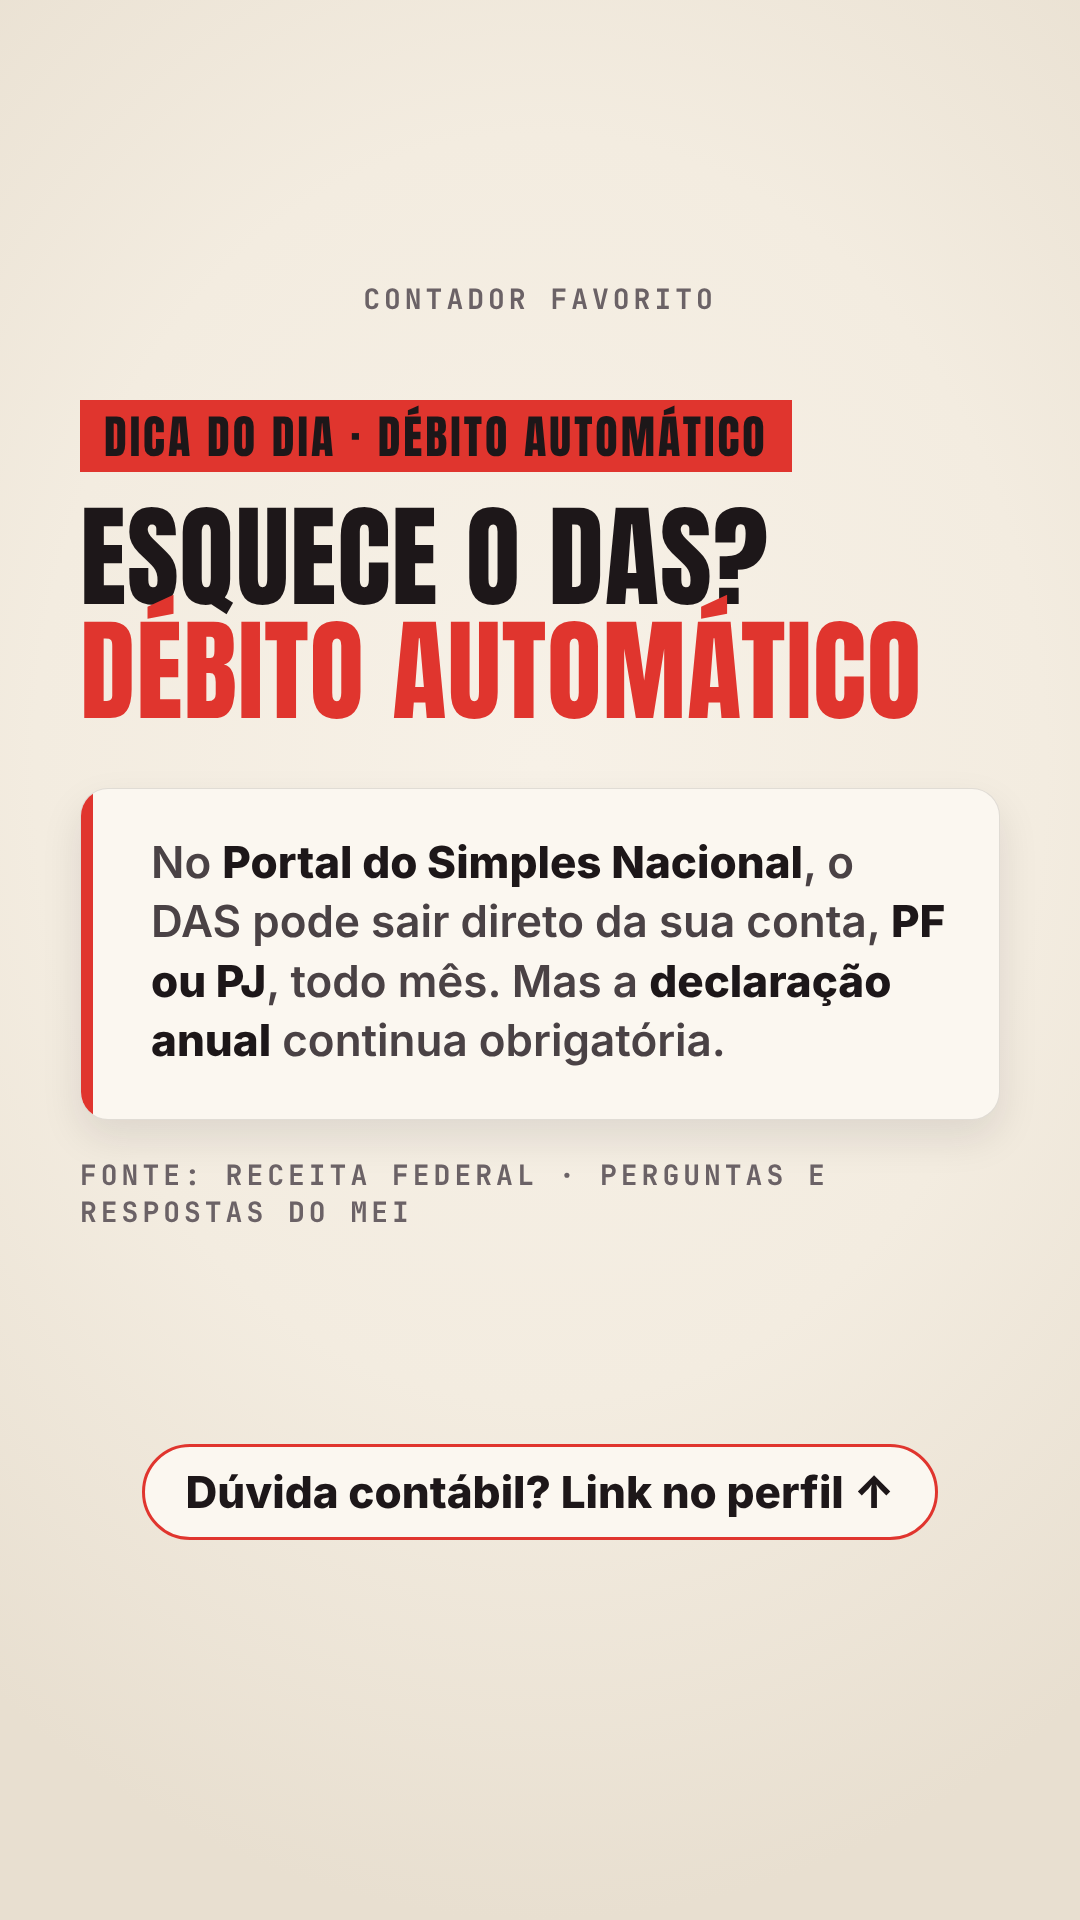 CONTADOR FAVORITO
DICA DO DIA · DÉBITO AUTOMÁTICO
ESQUECE O DAS?
DÉBITO AUTOMÁTICO
No Portal do Simples Nacional, o
DAS pode sair direto da sua conta, PF
ou PJ, todo mês. Mas a declaração
anual continua obrigatória.
FONTE: RECEITA FEDERAL · PERGUNTAS E
RESPOSTAS DO MEI
Dúvida contábil? Link no perfil ↑